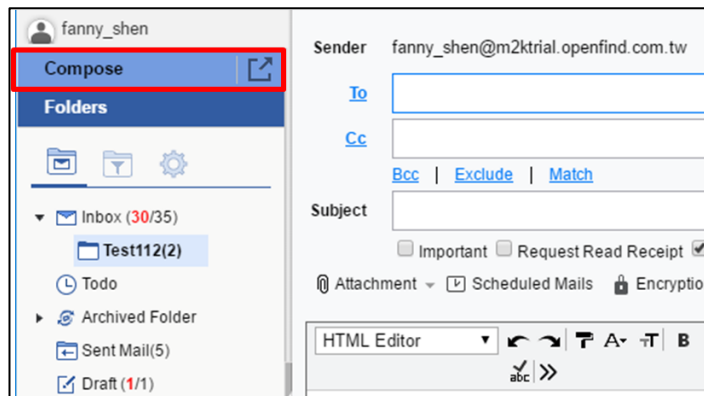 fanny_shen
Compose
Folders
Inbox (30/35)
Test112(2)
Todo
Archived Folder
Sent Mail(5)
Draft (1/1)
Sender fanny_shen@m2ktrial.openfind.com.tw
To
Cc
Bcc | Exclude | Match
Subject
Important Request Read Receipt
Attachment Scheduled Mails Encryptio
HTML Editor A T B
abc